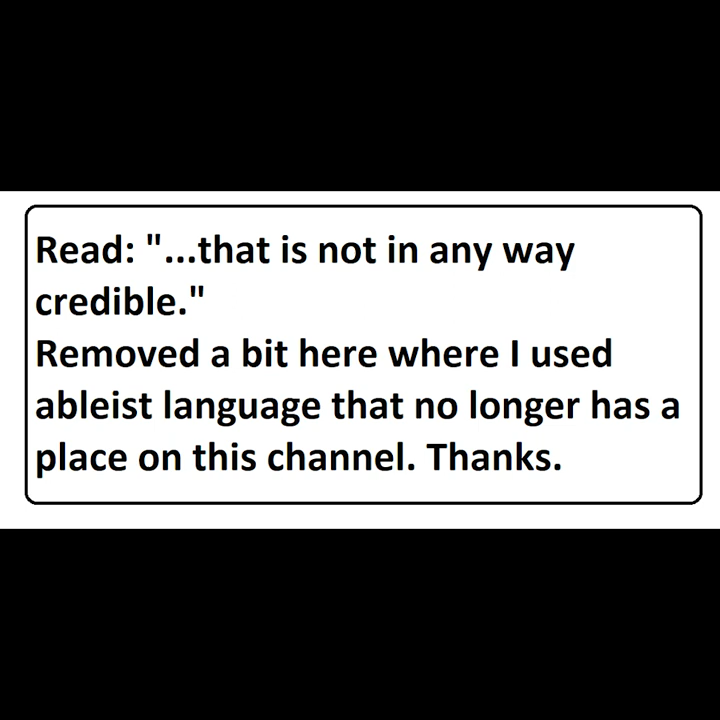 Read: "...that is not in any way
credible."
Removed a bit here where I used
ableist language that no longer has a
place on this channel. Thanks.